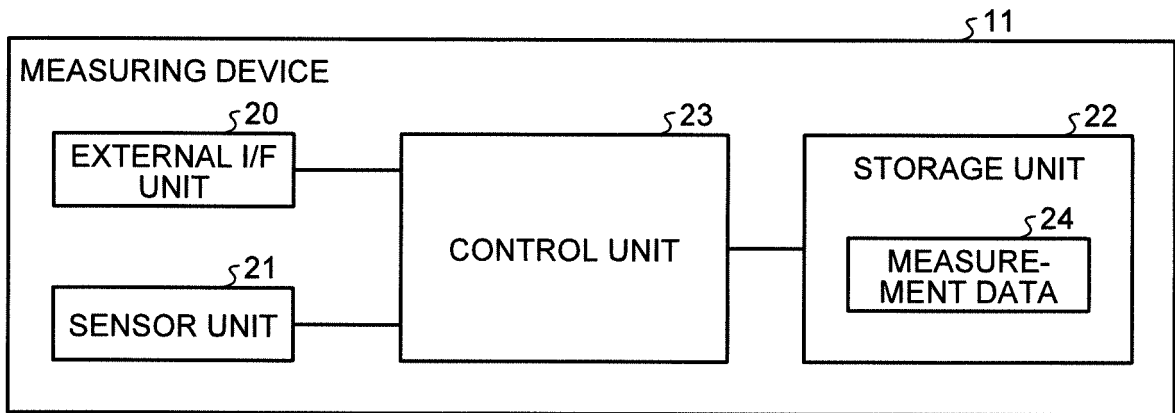 11
MEASURING DEVICE
20
EXTERNAL I/F
UNIT
21
SENSOR UNIT
23
CONTROL UNIT
22
STORAGE UNIT
24
MEASURE-
MENT DATA